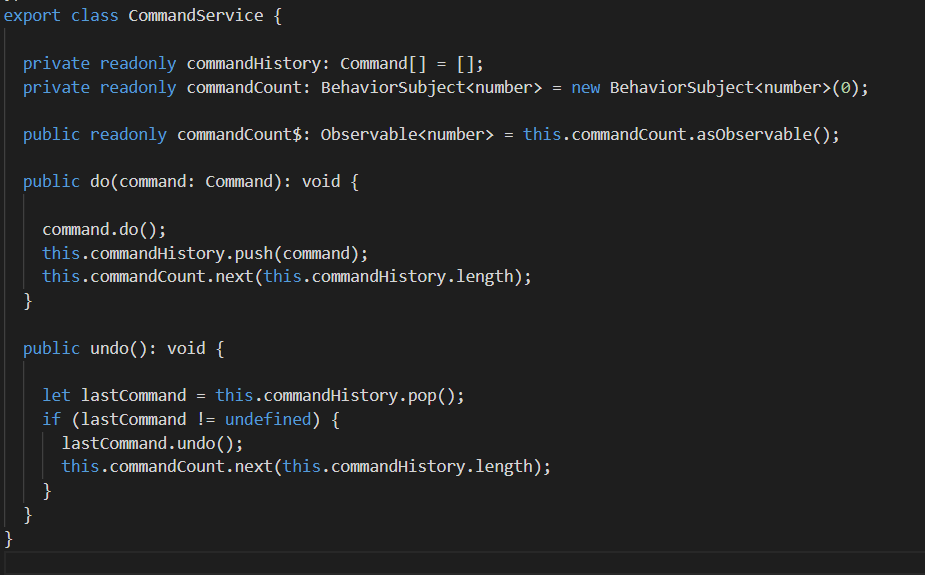 export class CommandService {
private readonly commandHistory: Command[] = [];
private readonly commandCount: BehaviorSubject<number> = new BehaviorSubject<number>(0);
public readonly commandCount$: Observable<number> = this.commandCount.asObservable();
public do(command: Command): void {
command.do();
this.commandHistory.push(command);
this.commandCount.next(this.commandHistory.length);
}
public undo(): void {
let lastCommand = this.commandHistory.pop();
if (lastCommand != undefined) {
lastCommand.undo();
this.commandCount.next(this.commandHistory.length);
}
}
}